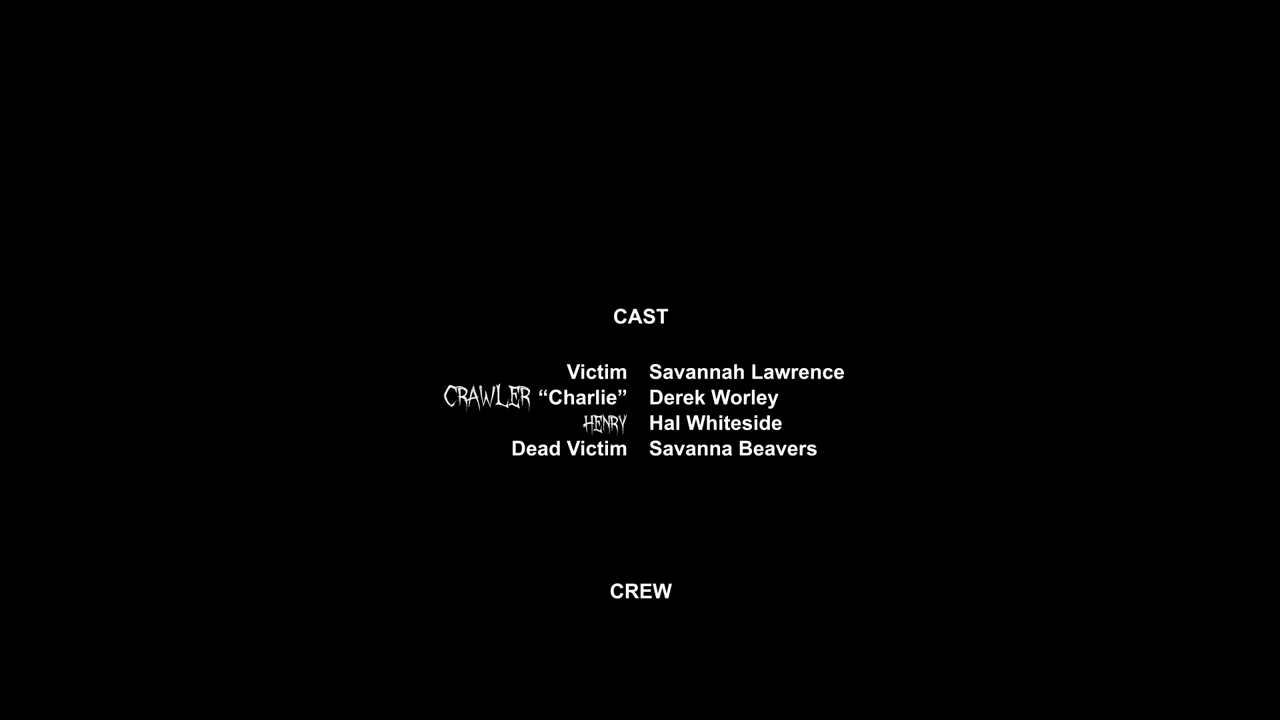 CAST
Victim Savannah Lawrence
CRAWLER “Charlie” Derek Worley
HENRY Hal Whiteside
Dead Victim Savanna Beavers
CREW